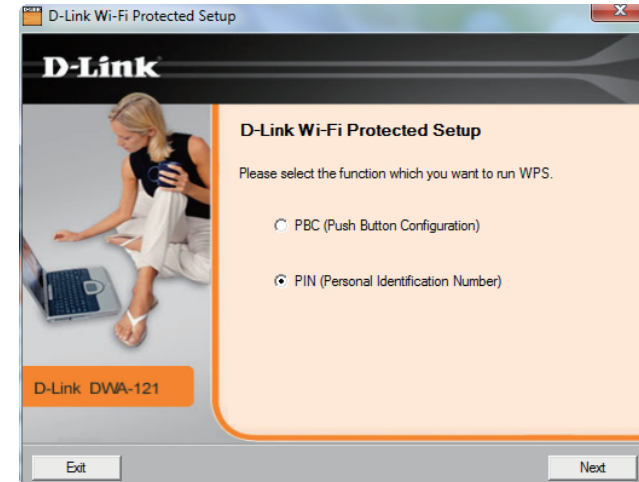 D-Link Wi-Fi Protected Setup
D-Link
D-Link Wi-Fi Protected Setup
Please select the function which you want to run WPS.
PBC (Push Button Configuration)
PIN (Personal Identification Number)
D-Link DWA-121
Exit
Next